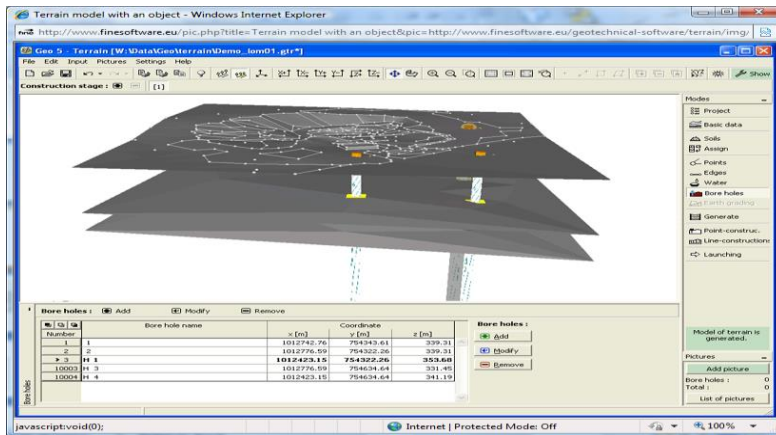 Terrain model with an object - Windows Internet Explorer
http://www.finesoftware.eu/pic.php?title=Terrain model with an object&pic=http://www.finesoftware.eu/geotechnical-software/terrain/img/
Geo 5 - Terrain [W:\Data\Geo\terrain\Demo_lom01.gtr*]
File Edit Input Pictures Settings Help
Show
Construction stage : [1]
Modes
Project
Basic data
Soils
Assign
Points
Edges
Water
Bore holes
Earth grading
Generate
Point-construc.
Line-constructions
Launching
Bore holes : Add Modify Remove
Number Bore hole name Coordinate
x [m] y [m] z [m]
1 1 1012742.76 754343.61 339.31
2 2 1012776.59 754322.26 339.31
> 3 H 1 1012423.15 754322.26 353.68
10003 H 3 1012776.59 754634.64 331.45
10004 H 4 1012423.15 754634.64 341.19
Bore holes :
Add
Modify
Remove
Bore holes
Model of terrain is
generated.
Pictures
Add picture
Bore holes : 0
Total : 0
List of pictures
javascript:void(0);
Internet | Protected Mode: Off
100%